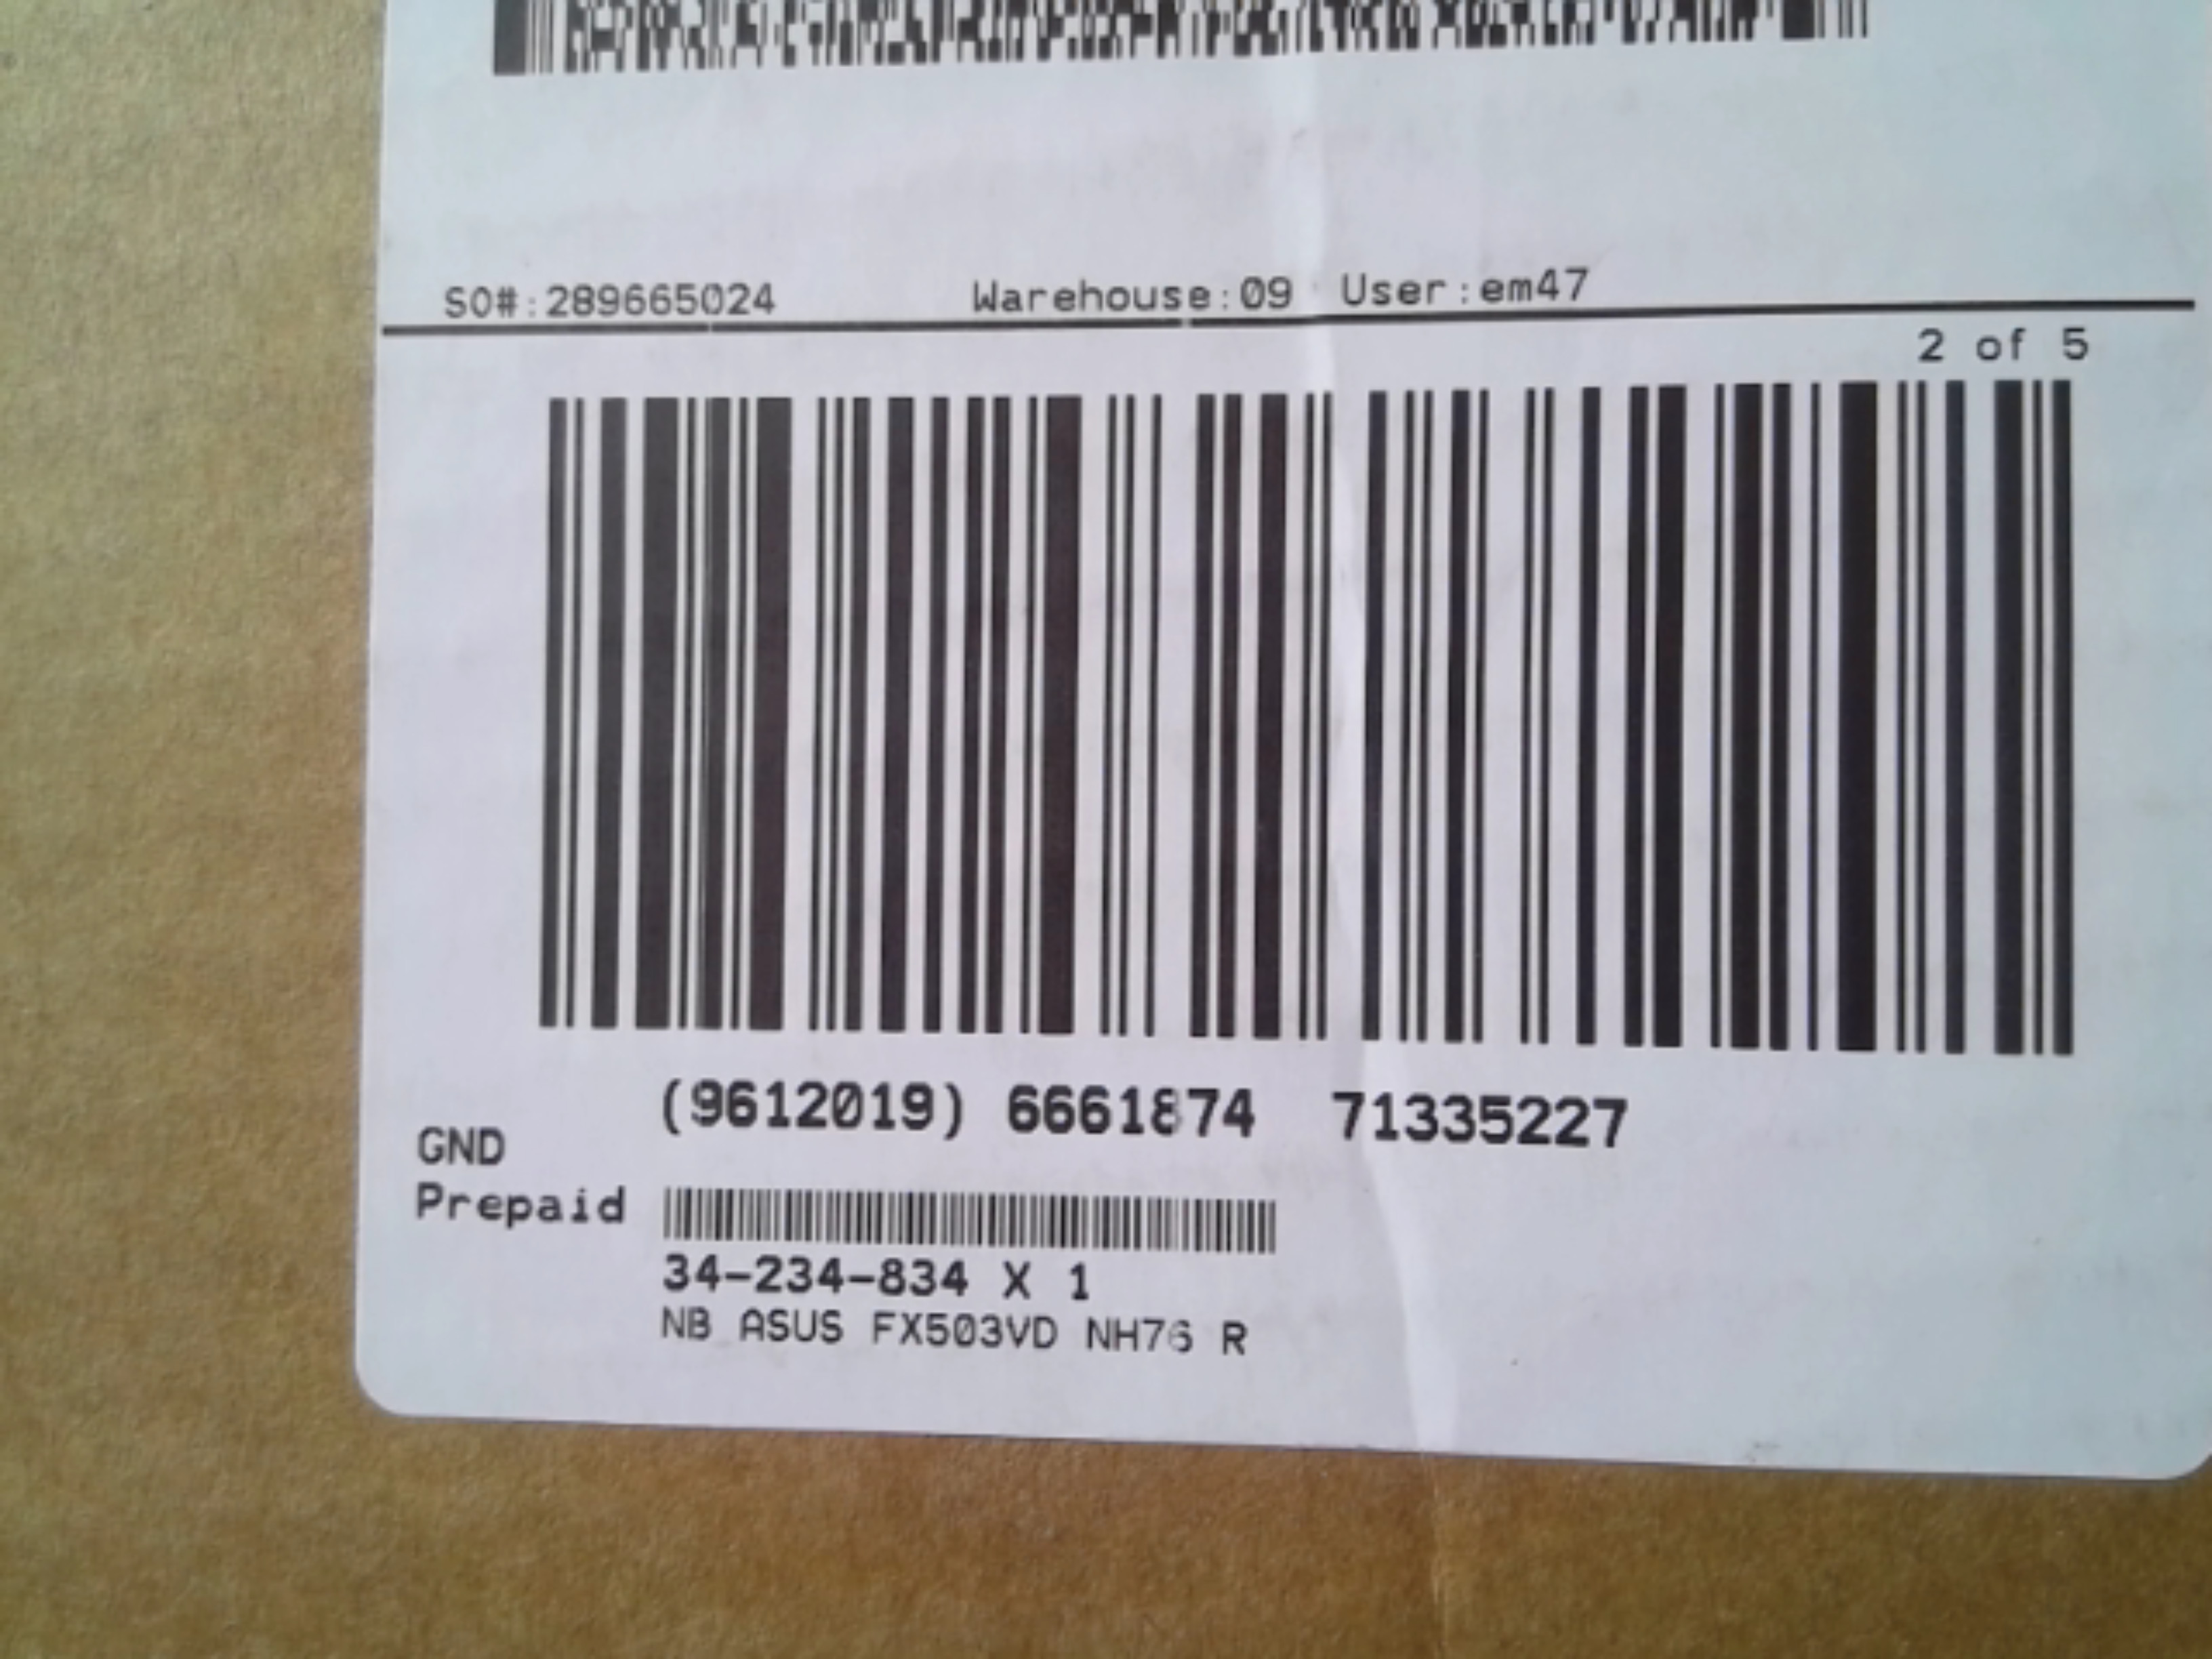 SO#:289665024 Warehouse:09 User:em47
2 of 5
(9612019) 6661874 71335227
GND
Prepaid
34-234-834 X 1
NB ASUS FX503VD NH76 R